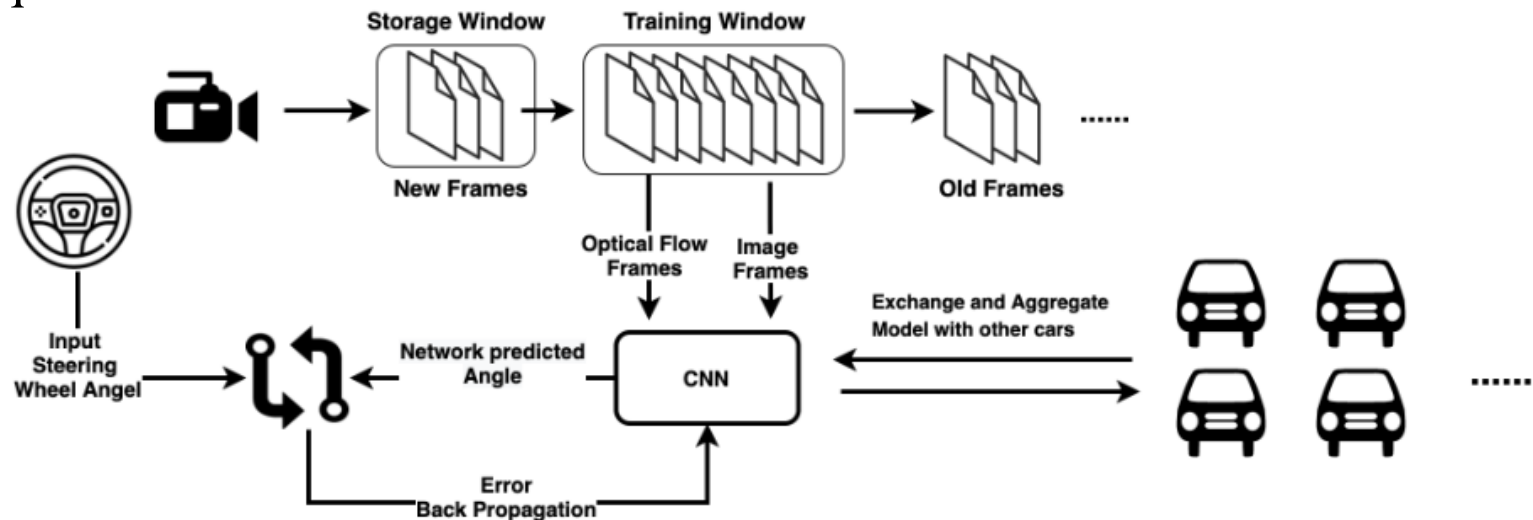 Storage Window
Training Window
New Frames
Old Frames
......
Optical Flow
Frames
Image
Frames
Exchange and Aggregate
Model with other cars
Input
Steering
Wheel Angel
Network predicted
Angle
CNN
......
Error
Back Propagation